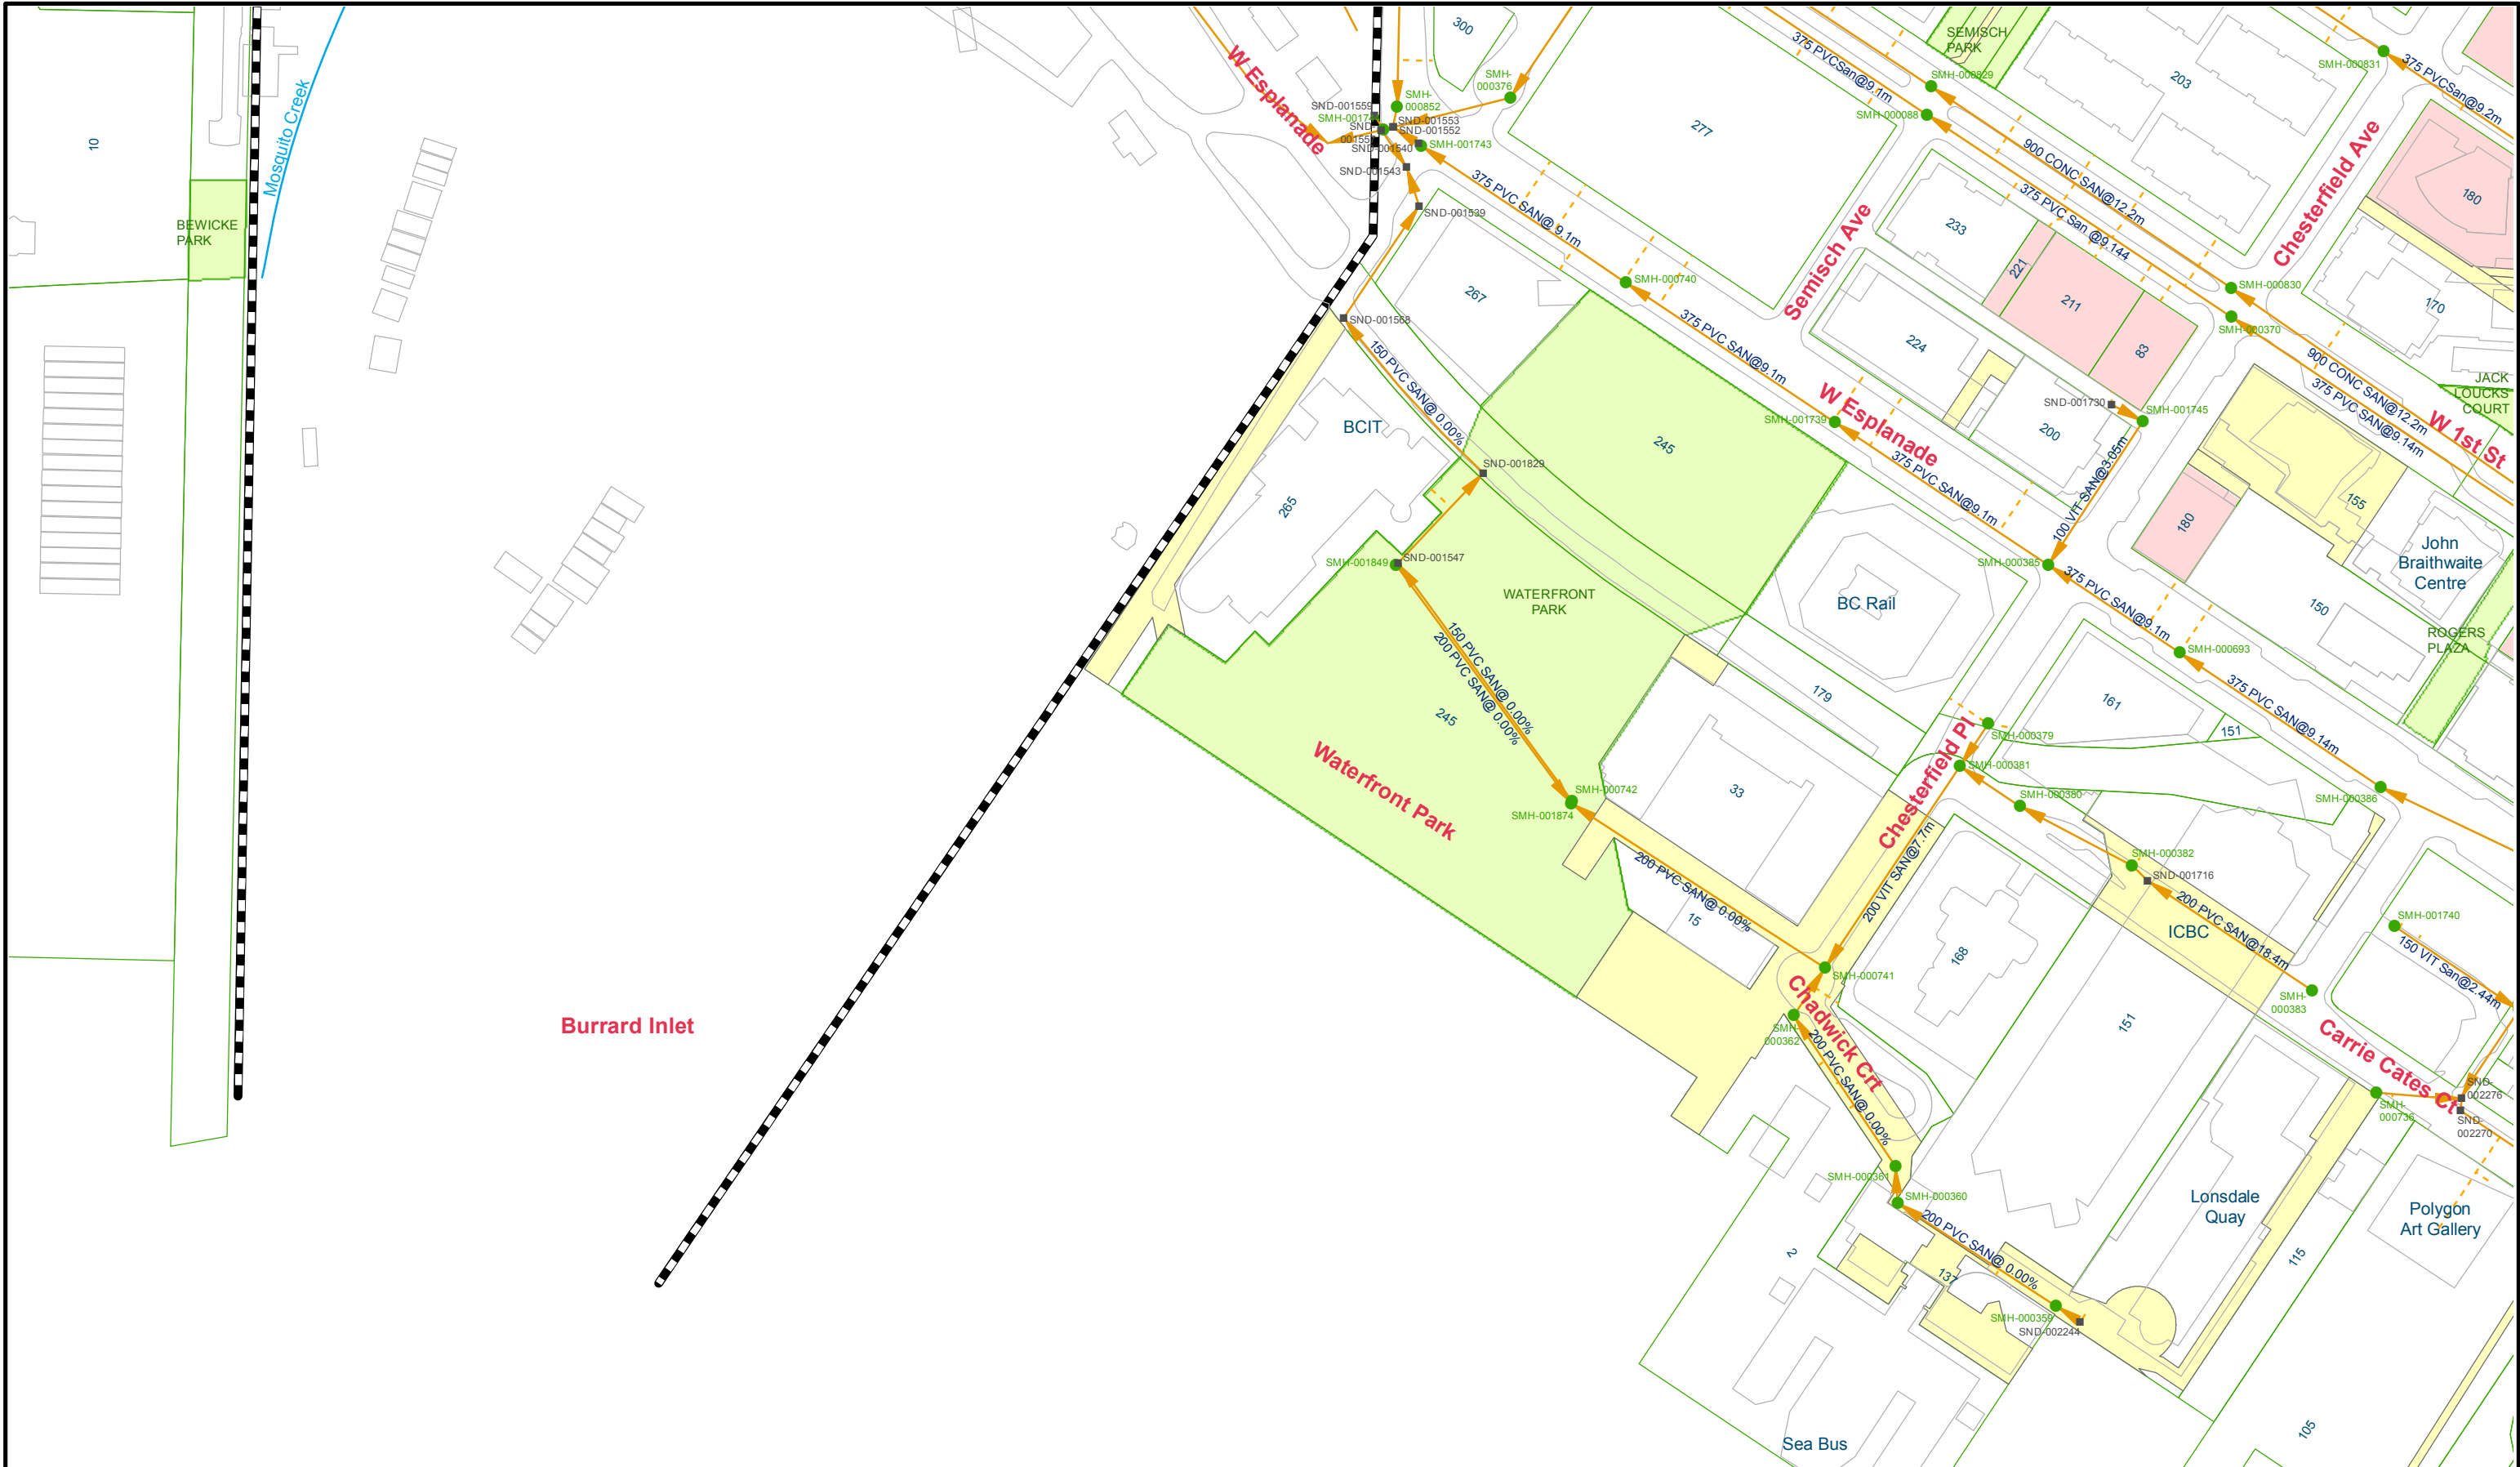 300
SEMISCH
PARK
375 PVCSan@9.1m
SMH-000829
203
SMH-000831
375 PVCSan@9.2m
W Esplanade
SMH-
000376
SND-001559
SMH-
000852
SND-001553
SND-001552
SND-001540
SMH-001743
SND-001543
SND-001539
Mosquito Creek
10
BEWICKE
PARK
277
SMH-000088
900 CONC SAN@12.2m
375 PVC San @9.144
Chesterfield Ave
180
375 PVC SAN@ 9.1m
Semisch Ave
233
221
211
83
SMH-000740
SMH-000830
SMH-000370
170
267
SND-001568
150 PVC SAN@ 0.00%
375 PVC SAN@9.1m
224
900 CONC SAN@12.2m
375 PVC SAN@9.14m
JACK
LOUCKS
COURT
W 1st St
BCIT
265
245
SMH-001739
W Esplanade
375 PVC SAN@9.1m
SND-001730
SMH-001745
200
100 VIT SAN@3.05m
SND-001829
180
155
John
Braithwaite
Centre
SMH-001849
SND-001547
WATERFRONT
PARK
BC Rail
SMH-000385
375 PVC SAN@9.1m
150
ROGERS
PLAZA
SMH-000693
150 PVC SAN@ 0.00%
200 PVC SAN@ 0.00%
245
179
161
151
375 PVC SAN@9.14m
SMH-000379
SMH-000381
SMH-000380
SMH-000386
Waterfront Park
SMH-000742
SMH-001874
33
Chesterfield Pl
200 VIT SAN@7.7m
SMH-000382
SND-001716
200 PVC SAN@18.4m
ICBC
200 PVC SAN@ 0.00%
15
168
SMH-001740
150 VIT San@2.44m
SMH-000741
SMH-
000383
Burrard Inlet
Chadwick Crt
SMH-
000362
200 PVC SAN@ 0.00%
151
Carrie Cates Ct
SND-
002276
SMH-
000736
SND-
002270
SMH-000361
SMH-000360
200 PVC SAN@ 0.00%
Lonsdale
Quay
Polygon
Art Gallery
2
137
115
SMH-000359
SND-002244
Sea Bus
105